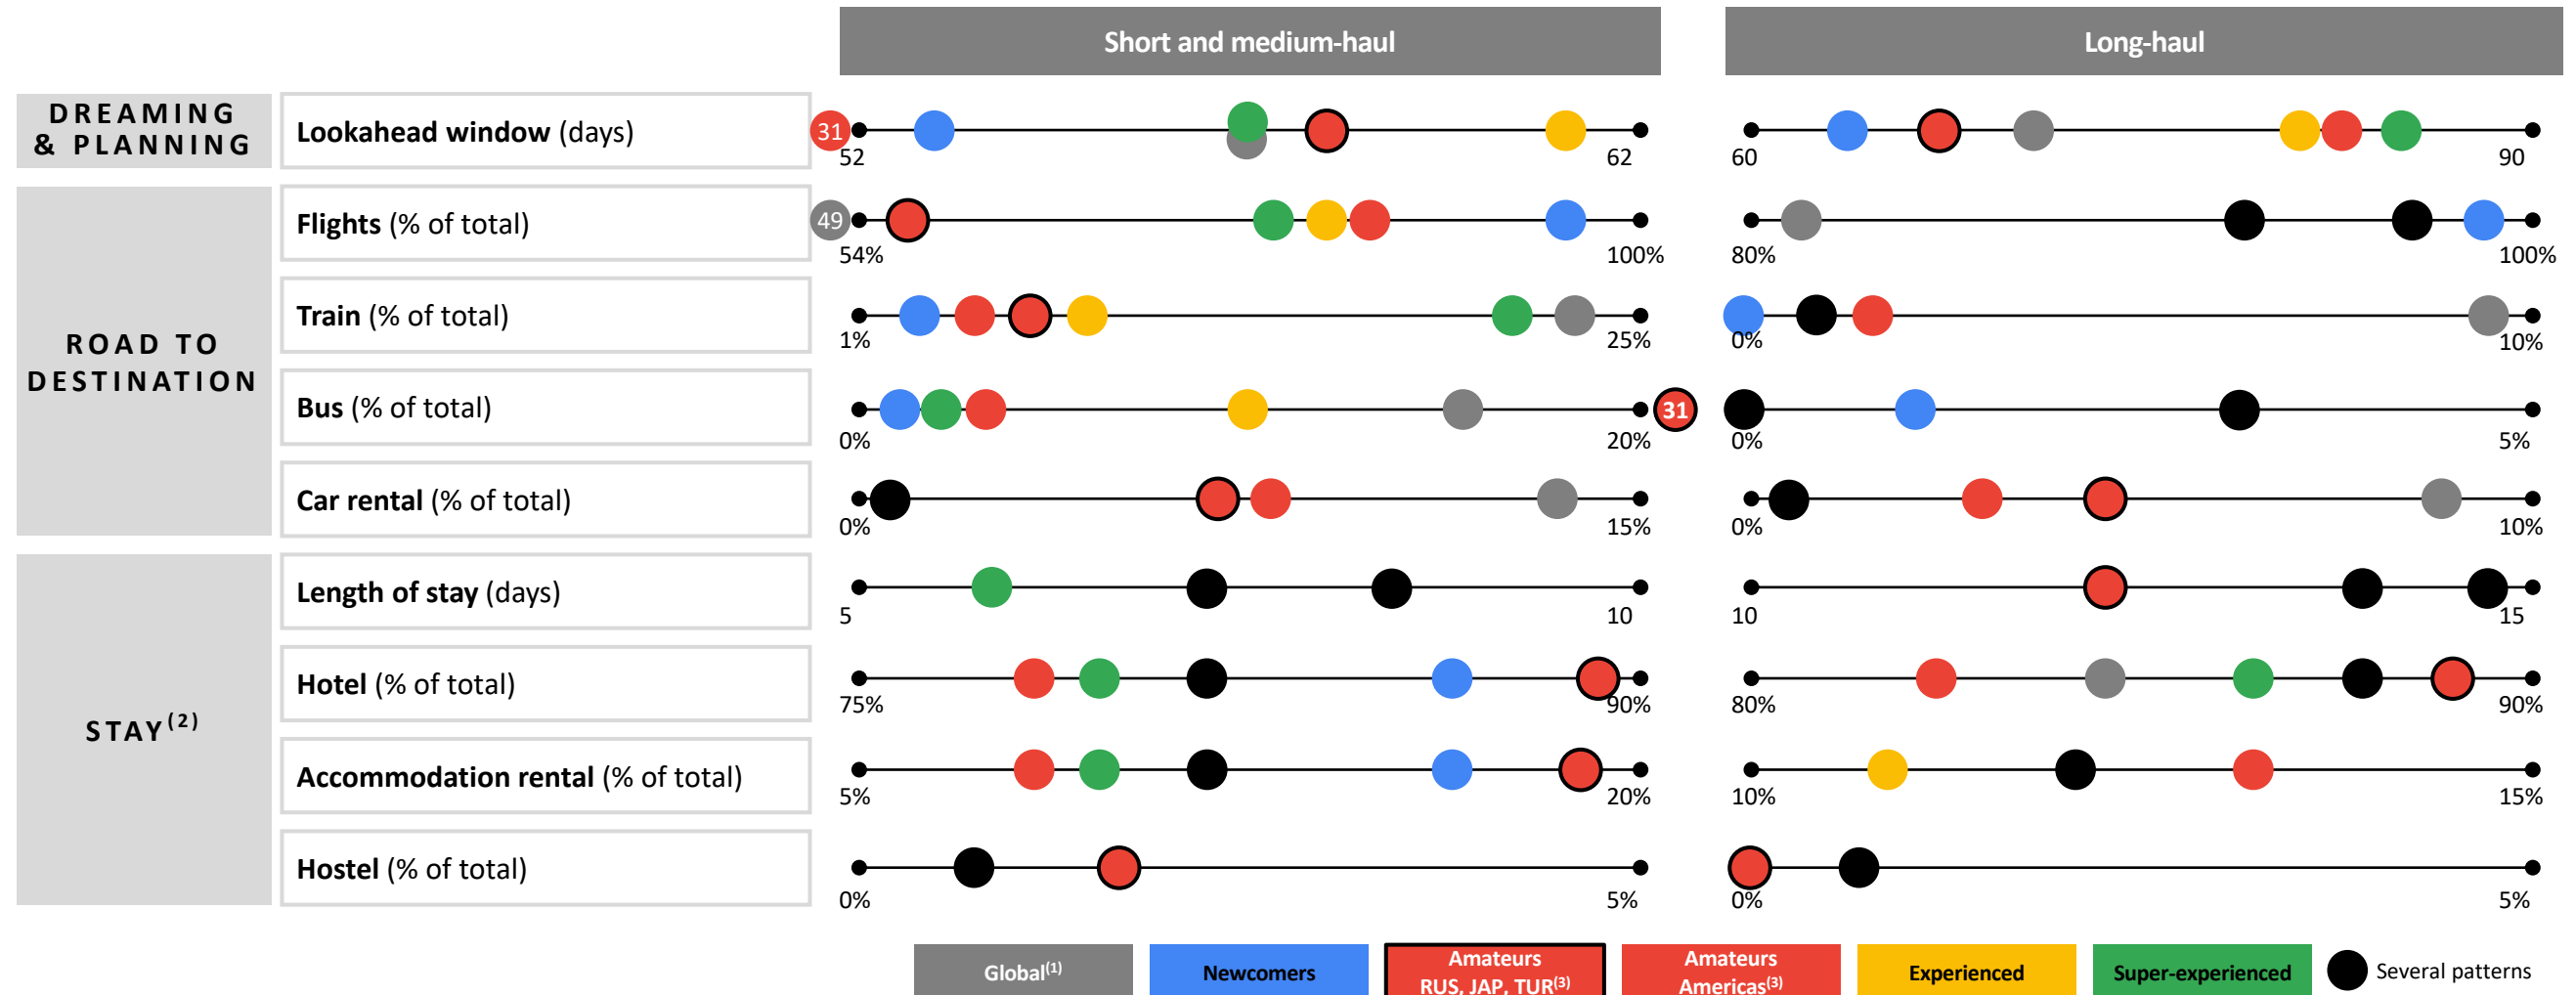 Short and medium-haul
Long-haul
DREAMING
& PLANNING
Lookahead window (days)
31
52
62
60
90
ROAD TO
DESTINATION
Flights (% of total)
49
54%
100%
80%
100%
Train (% of total)
1%
25%
0%
10%
Bus (% of total)
31
0%
20%
0%
5%
Car rental (% of total)
0%
15%
0%
10%
STAY(2)
Length of stay (days)
5
10
10
15
Hotel (% of total)
75%
90%
80%
90%
Accommodation rental (% of total)
5%
20%
10%
15%
Hostel (% of total)
0%
5%
0%
5%
Global(1)
Newcomers
Amateurs
RUS, JAP, TUR(3)
Amateurs
Americas(3)
Experienced
Super-experienced
Several patterns